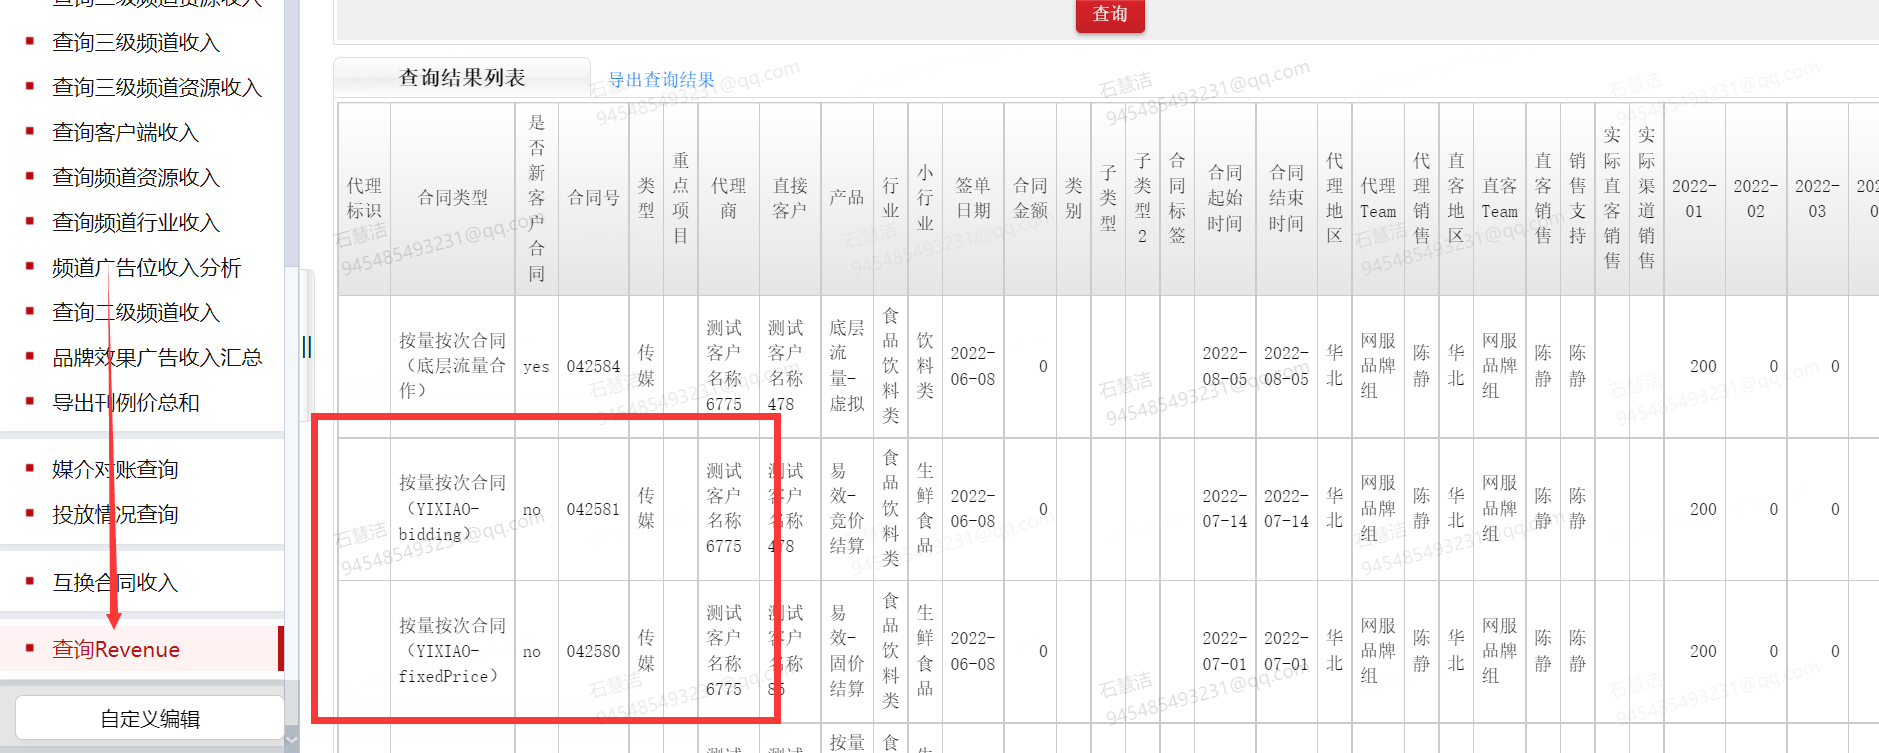 查询二级频道资源收入
查询三级频道收入
查询三级频道资源收入
查询客户端收入
查询频道资源收入
查询频道行业收入
频道广告位收入分析
查询二级频道收入
品牌效果广告收入汇总
导出刊例价总和
媒介对账查询
投放情况查询
互换合同收入
查询Revenue
自定义编辑
查询
查询结果列表 导出查询结果
代理标识 合同类型 是否新客户合同 合同号 类型 重点项目 代理商 直接客户 产品 行业 小行业 签单日期 合同金额 类别 子类型 子类型2 合同标签 合同起始时间 合同结束时间 代理地区 代理Team 代理销售 直客地区 直客Team 直客销售 销售支持 实际直客销售 实际渠道销售 2022-01 2022-02 2022-03
按量按次合同（底层流量合作） yes 042584 传媒 测试客户名称6775 测试客户名称478 底层流量-虚拟 食品饮料类 饮料类 2022-06-08 0 2022-08-05 2022-08-05 华北 网服品牌组 陈静 华北 网服品牌组 陈静 陈静 200 0 0
按量按次合同（YIXIAO-bidding） no 042581 传媒 测试客户名称6775 测试客户名称478 易效-竞价结算 食品饮料类 生鲜食品 2022-06-08 0 2022-07-14 2022-07-14 华北 网服品牌组 陈静 华北 网服品牌组 陈静 陈静 200 0 0
按量按次合同（YIXIAO-fixedPrice） no 042580 传媒 测试客户名称6775 测试客户名称85 易效-固价结算 食品饮料类 生鲜食品 2022-06-08 0 2022-07-01 2022-07-01 华北 网服品牌组 陈静 华北 网服品牌组 陈静 陈静 200 0 0
测试 测试 按量 食
石慧洁
945485493231@qq.com